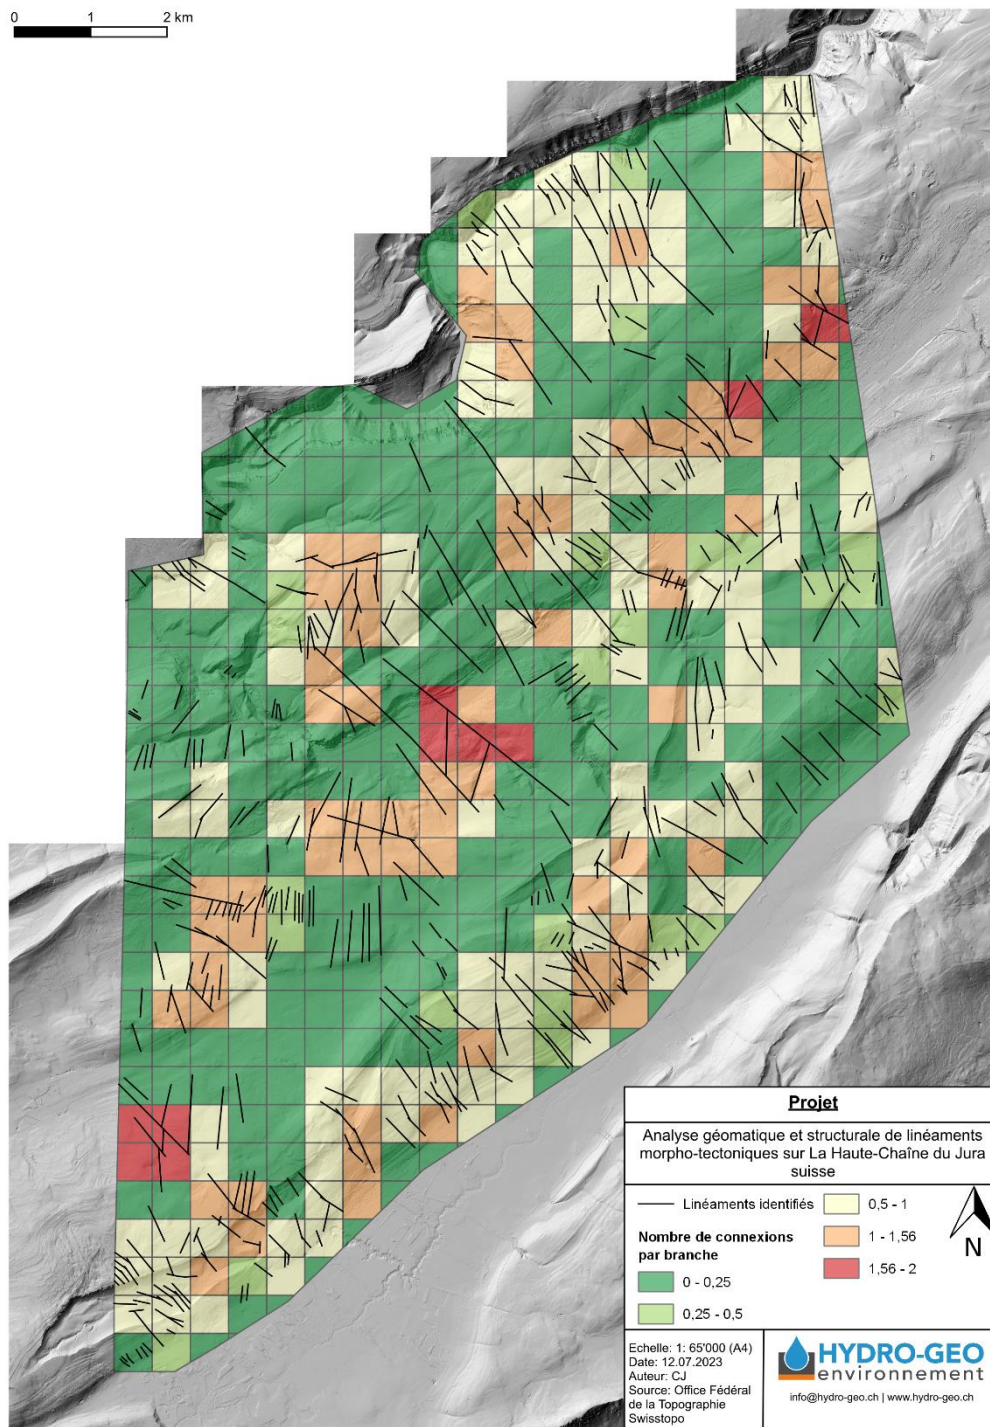 0 1 2 km
Projet
Analyse géomatique et structurale de linéaments
morpho-tectoniques sur La Haute-Chaîne du Jura
suisse
Linéaments identifiés
Nombre de connexions
par branche
0 - 0,25
0,25 - 0,5
0,5 - 1
1 - 1,56
1,56 - 2
N
Echelle: 1: 65'000 (A4)
Date: 12.07.2023
Auteur: CJ
Source: Office Fédéral
de la Topographie
Swisstopo
HYDRO-GEO
environnement
info@hydro-geo.ch | www.hydro-geo.ch